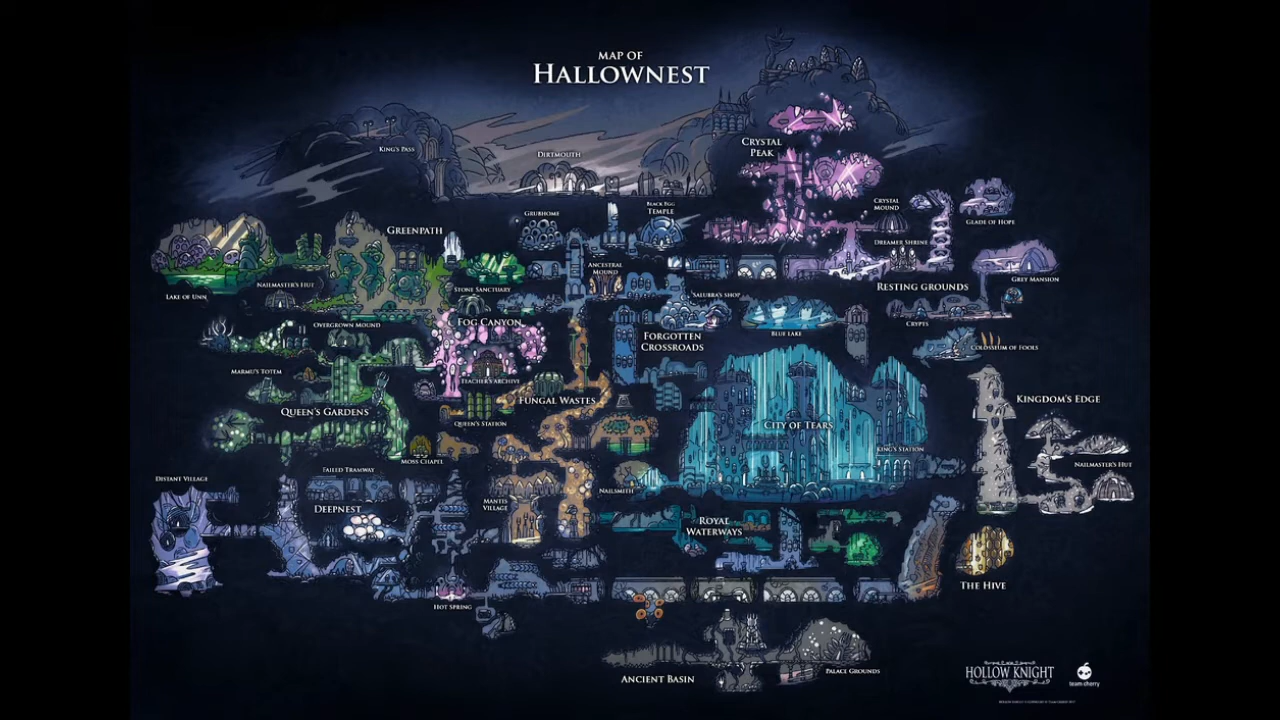 MAP OF
HALLOWNEST
CRYSTAL
PEAK
KING'S PASS
DIRTMOUTH
CRYSTAL
MOUND
GLADE OF HOPE
GRUBHOME
BLACK EGG
TEMPLE
GREENPATH
DREAMER SHRINE
ANCESTRAL
MOUND
GREY MANSION
LAKE OF UNN
NAILMASTER'S HUT
STONE SANCTUARY
SALUBRA'S SHOP
RESTING GROUNDS
OVERGROWN MOUND
FOG CANYON
FORGOTTEN
CROSSROADS
BLUE LAKE
CRYPTS
COLOSSEUM OF FOOLS
MARMU'S TOTEM
TEACHER'S ARCHIVE
QUEEN'S GARDENS
FUNGAL WASTES
KINGDOM'S EDGE
QUEEN'S STATION
CITY OF TEARS
KING'S STATION
MOSS CHAPEL
NAILMASTER'S HUT
DISTANT VILLAGE
FAILED TRAMWAY
NAILSMITH
DEEPNEST
MANTIS
VILLAGE
ROYAL
WATERWAYS
THE HIVE
HOT SPRING
ANCIENT BASIN
PALACE GROUNDS
HOLLOW KNIGHT
team cherry